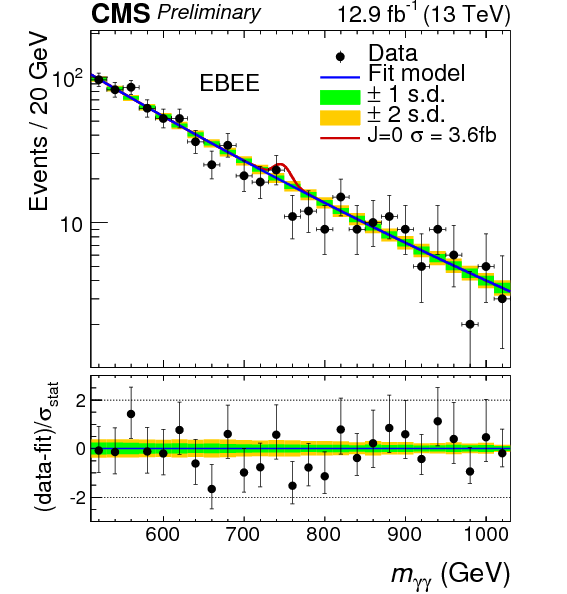 CMS Preliminary 12.9 fb⁻¹ (13 TeV)
Events / 20 GeV
EBEE
Data
Fit model
± 1 s.d.
± 2 s.d.
J=0 σ = 3.6fb
10²
10
(data-fit)/σstat
2
0
-2
600 700 800 900 1000
mγγ (GeV)